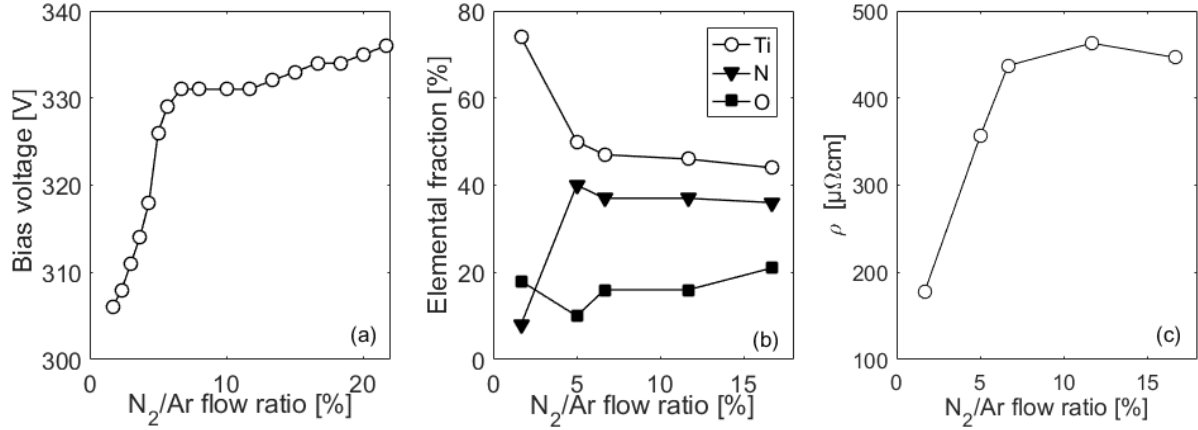 Bias voltage [V]
340
330
320
310
300
0
10
20
N2/Ar flow ratio [%]
(a)
Elemental fraction [%]
80
60
40
20
0
0
5
10
15
N2/Ar flow ratio [%]
Ti
N
O
(b)
ρ [μΩcm]
500
400
300
200
100
0
5
10
15
N2/Ar flow ratio [%]
(c)